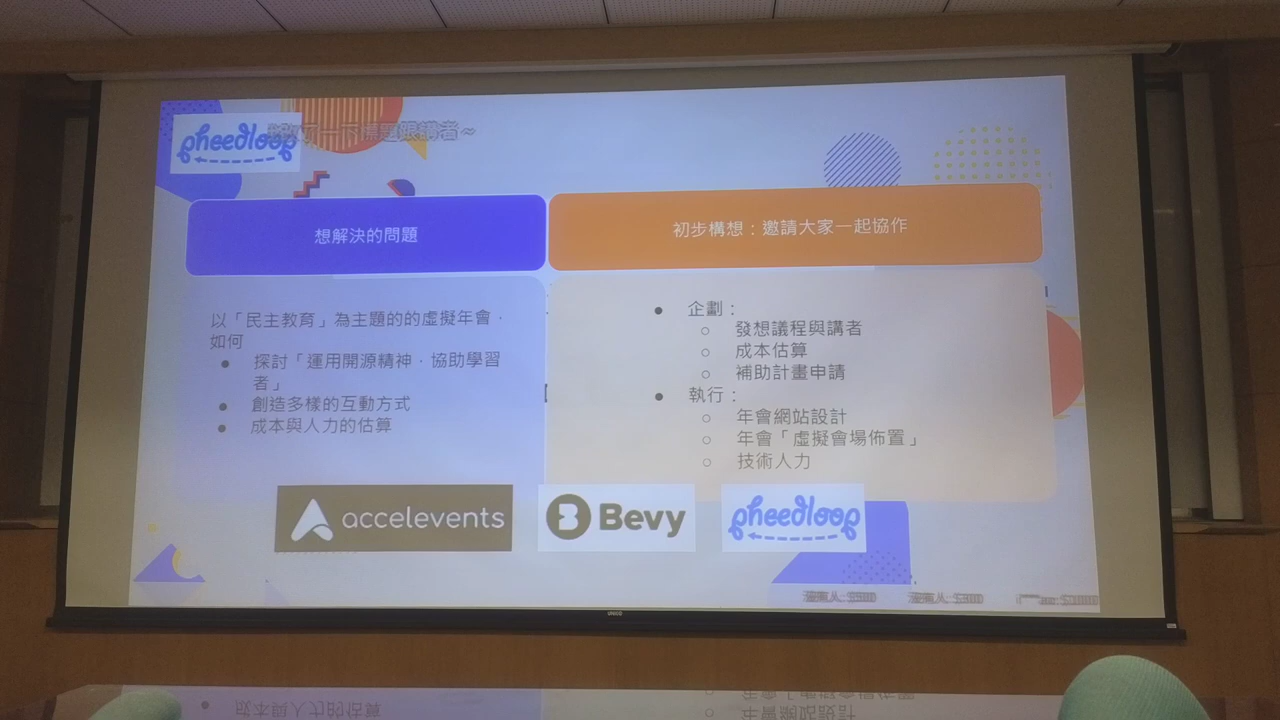 pheedloop
想解決的問題
以「民主教育」為主題的的虛擬年會，
如何
● 探討「運用開源精神，協助學習
者」
● 創造多樣的互動方式
● 成本與人力的估算
初步構想：邀請大家一起協作
● 企劃：
○ 發想議程與講者
○ 成本估算
○ 補助計畫申請
● 執行：
○ 年會網站設計
○ 年會「虛擬會場佈置」
○ 技術人力
accelevents
Bevy
pheedloop